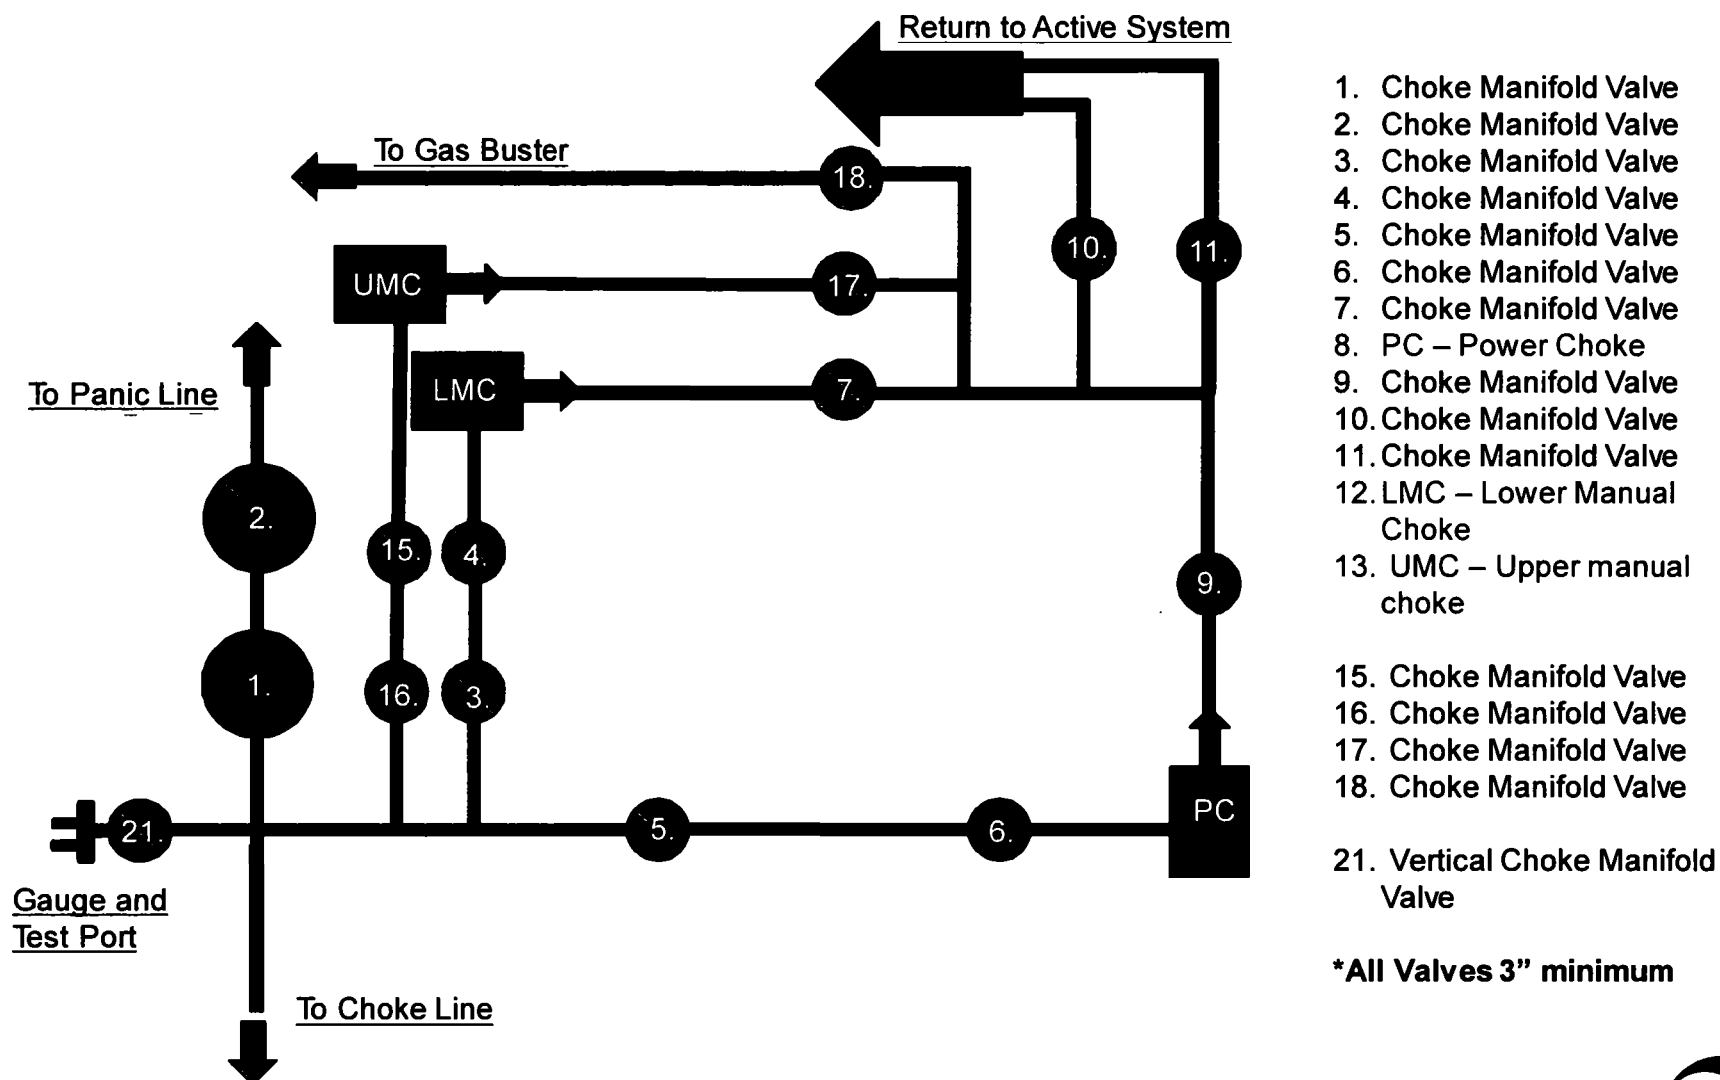 Return to Active System
To Gas Buster
18.
10.
11.
UMC
17.
LMC
7.
To Panic Line
2.
15.
4.
9.
1.
16.
3.
21.
5.
6.
PC
Gauge and
Test Port
To Choke Line
1. Choke Manifold Valve
2. Choke Manifold Valve
3. Choke Manifold Valve
4. Choke Manifold Valve
5. Choke Manifold Valve
6. Choke Manifold Valve
7. Choke Manifold Valve
8. PC – Power Choke
9. Choke Manifold Valve
10. Choke Manifold Valve
11. Choke Manifold Valve
12. LMC – Lower Manual
Choke
13. UMC – Upper manual
choke
15. Choke Manifold Valve
16. Choke Manifold Valve
17. Choke Manifold Valve
18. Choke Manifold Valve
21. Vertical Choke Manifold
Valve
*All Valves 3” minimum